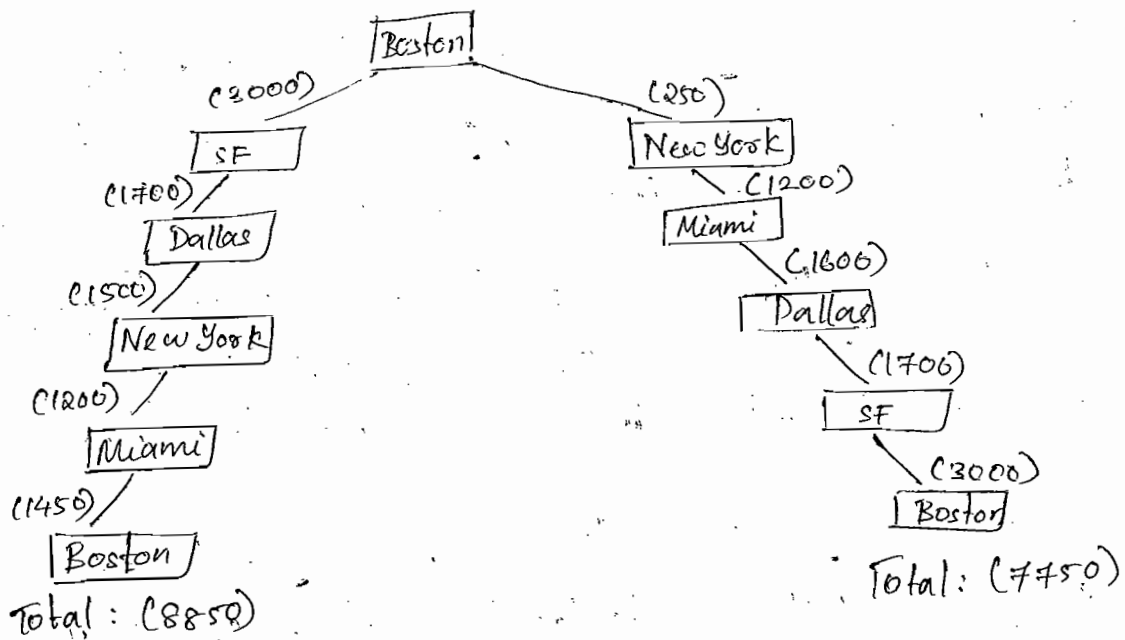 Boston
(3000) (250)
SF New York
(1700) (1200)
Dallas Miami
(1500) (1600)
New York Dallas
(1200) (1700)
Miami SF
(1450) (3000)
Boston Boston
Total : (8850) Total : (7750)